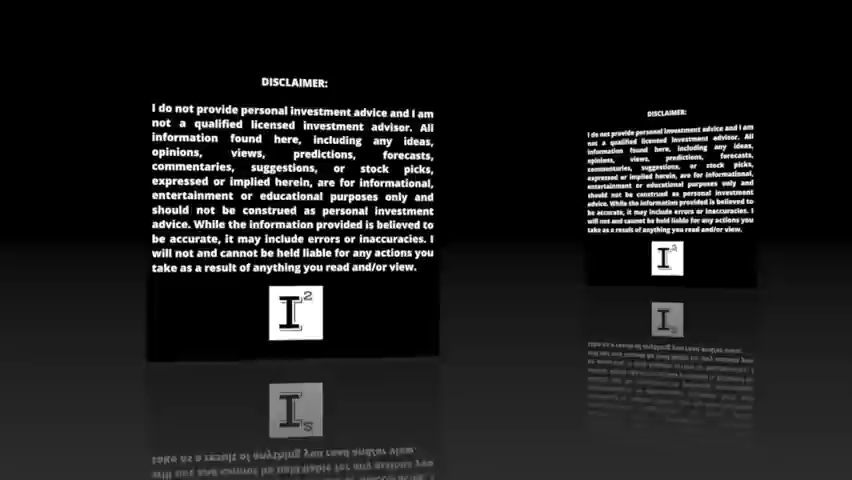 DISCLAIMER:
I do not provide personal investment advice and I am
not a qualified licensed investment advisor. All
information found here, including any ideas,
opinions, views, predictions, forecasts,
commentaries, suggestions, or stock picks,
expressed or implied herein, are for informational,
entertainment or educational purposes only and
should not be construed as personal investment
advice. While the information provided is believed to
be accurate, it may include errors or inaccuracies. I
will not and cannot be held liable for any actions you
take as a result of anything you read and/or view.
I2
DISCLAIMER:
I do not provide personal investment advice and I am
not a qualified licensed investment advisor. All
information found here, including any ideas,
opinions, views, predictions, forecasts,
commentaries, suggestions, or stock picks,
expressed or implied herein, are for informational,
entertainment or educational purposes only and
should not be construed as personal investment
advice. While the information provided is believed to
be accurate, it may include errors or inaccuracies. I
will not and cannot be held liable for any actions you
take as a result of anything you read and/or view.
I2